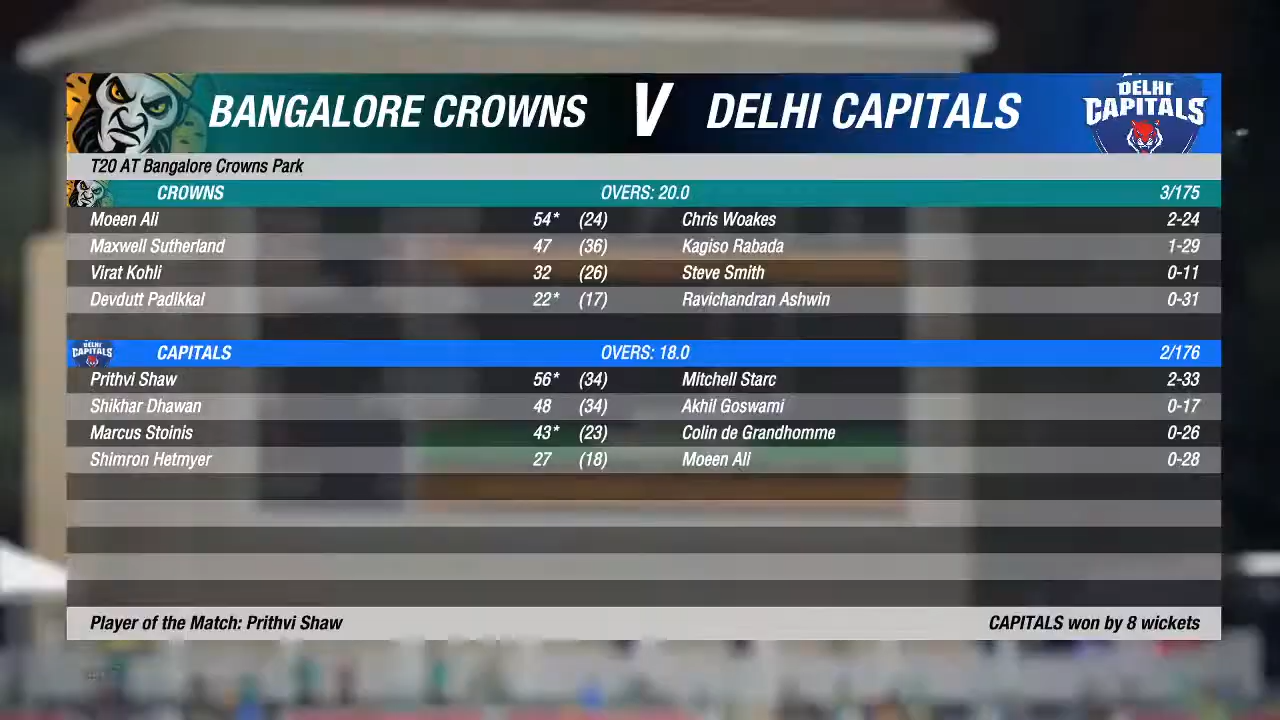 BANGALORE CROWNS V DELHI CAPITALS DELHI CAPITALS
T20 AT Bangalore Crowns Park
CROWNS OVERS: 20.0 3/175
Moeen Ali 54* (24) Chris Woakes 2-24
Maxwell Sutherland 47 (36) Kagiso Rabada 1-29
Virat Kohli 32 (26) Steve Smith 0-11
Devdutt Padikkal 22* (17) Ravichandran Ashwin 0-31
DELHI CAPITALS CAPITALS OVERS: 18.0 2/176
Prithvi Shaw 56* (34) Mitchell Starc 2-33
Shikhar Dhawan 48 (34) Akhil Goswami 0-17
Marcus Stoinis 43* (23) Colin de Grandhomme 0-26
Shimron Hetmyer 27 (18) Moeen Ali 0-28
Player of the Match: Prithvi Shaw CAPITALS won by 8 wickets